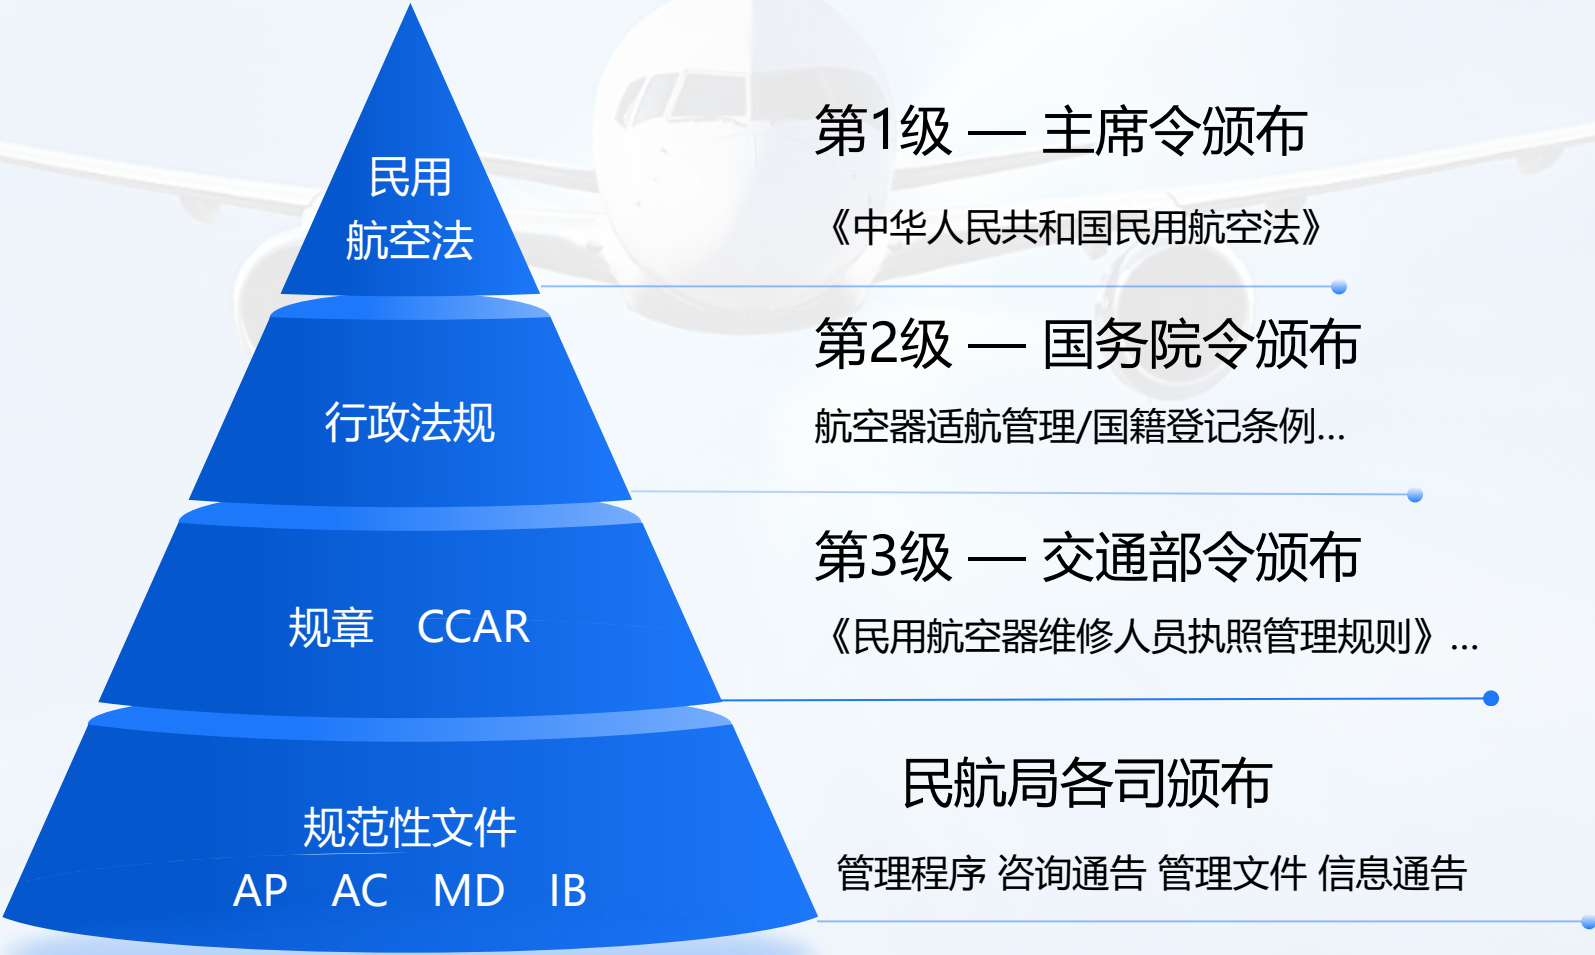 民用
航空法
第1级 — 主席令颁布
《中华人民共和国民用航空法》
行政法规
第2级 — 国务院令颁布
航空器适航管理/国籍登记条例...
规章 CCAR
第3级 — 交通部令颁布
《民用航空器维修人员执照管理规则》...
规范性文件
AP AC MD IB
民航局各司颁布
管理程序 咨询通告 管理文件 信息通告